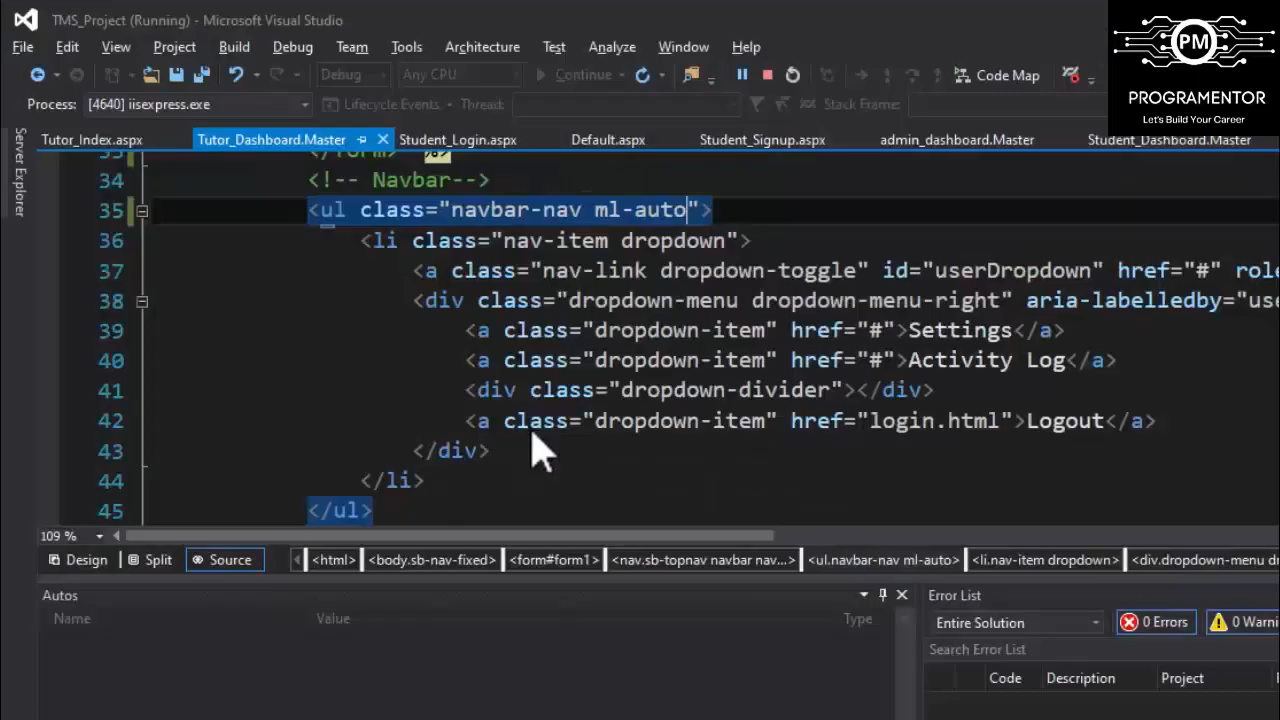 TMS_Project (Running) - Microsoft Visual Studio
File Edit View Project Build Debug Team Tools Architecture Test Analyze Window Help
Debug Any CPU Continue Code Map
Process: [4640] iisexpress.exe Lifecycle Events Thread: Stack Frame:
PM
PROGRAMENTOR
Let's Build Your Career
Server Explorer
Tutor_Index.aspx Tutor_Dashboard.Master Student_Login.aspx Default.aspx Student_Signup.aspx admin_dashboard.Master Student_Dashboard.Master
33 </form> %>
34 <!-- Navbar-->
35 <ul class="navbar-nav ml-auto">
36 <li class="nav-item dropdown">
37 <a class="nav-link dropdown-toggle" id="userDropdown" href="#" role
38 <div class="dropdown-menu dropdown-menu-right" aria-labelledby="use
39 <a class="dropdown-item" href="#">Settings</a>
40 <a class="dropdown-item" href="#">Activity Log</a>
41 <div class="dropdown-divider"></div>
42 <a class="dropdown-item" href="login.html">Logout</a>
43 </div>
44 </li>
45 </ul>
109 %
Design Split Source <html> <body.sb-nav-fixed> <form#form1> <nav.sb-topnav navbar nav...> <ul.navbar-nav ml-auto> <li.nav-item dropdown> <div.dropdown-menu d
Autos
Name Value Type
Error List
Entire Solution 0 Errors 0 Warni
Search Error List
Code Description Project